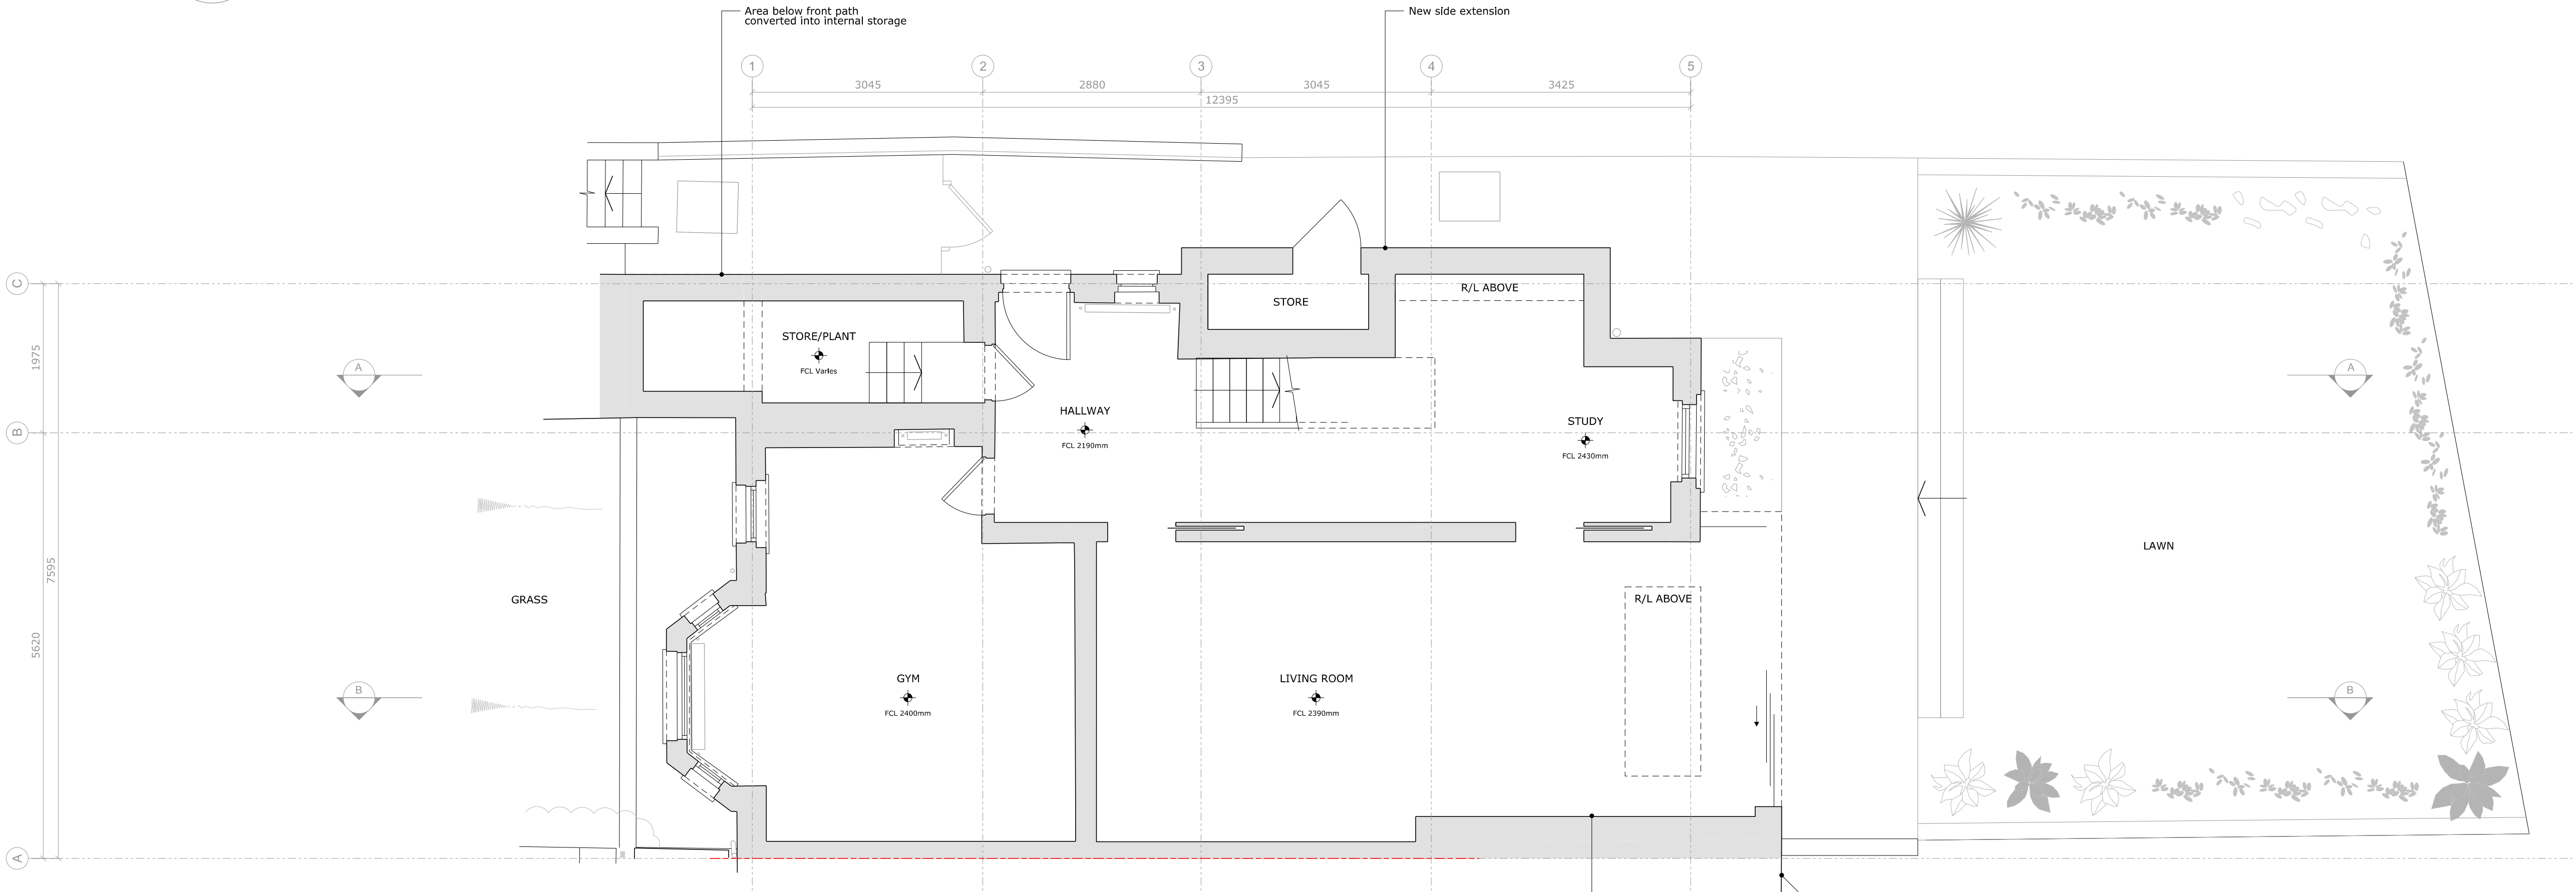 Area below front path
converted into internal storage
New side extension
1
2
3
4
5
3045
2880
3045
3425
12395
C
B
A
1975
7595
5620
A
A
B
B
STORE/PLANT
FCL Varies
STORE
R/L ABOVE
HALLWAY
FCL 2190mm
STUDY
FCL 2430mm
GRASS
LAWN
R/L ABOVE
GYM
FCL 2400mm
LIVING ROOM
FCL 2390mm